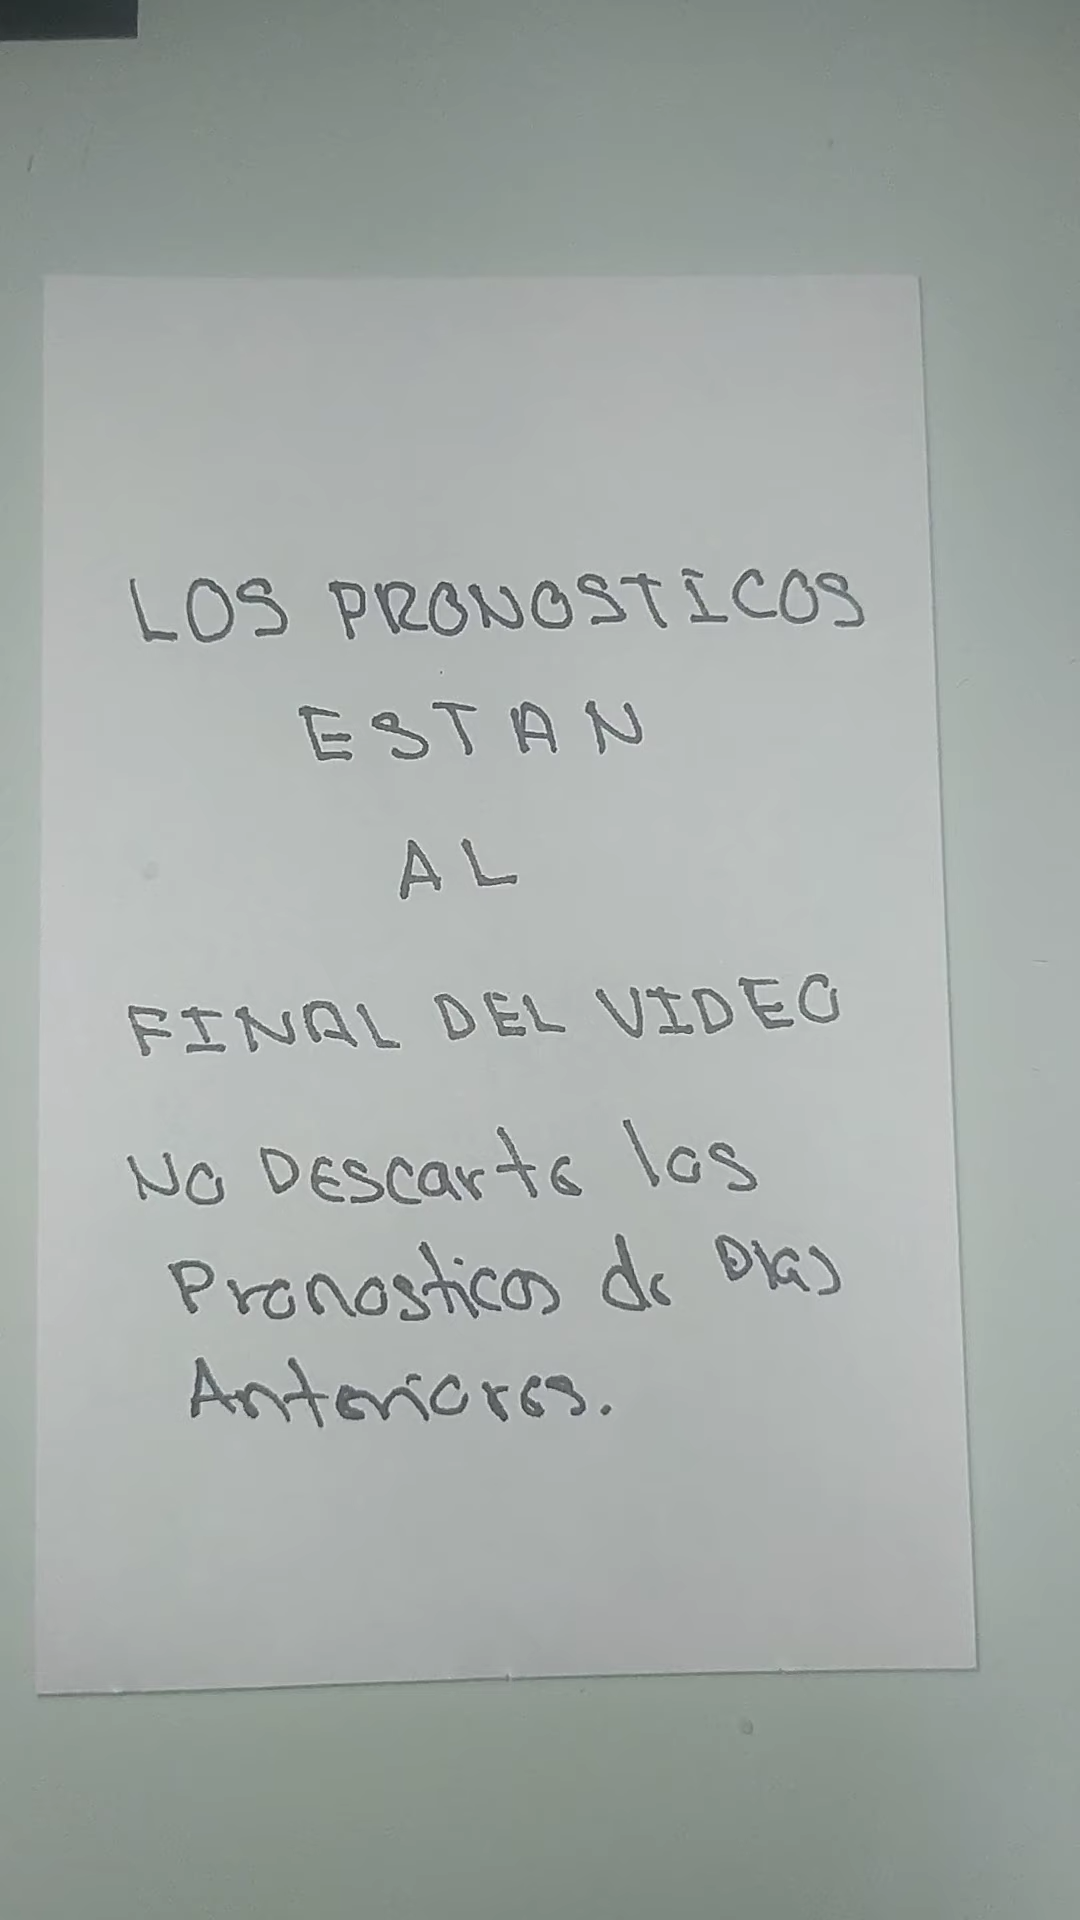 LOS PRONOSTICOS
ESTAN
AL
FINAL DEL VIDEO
No DEscarte los
Pronosticos de DIas
Anteriores.